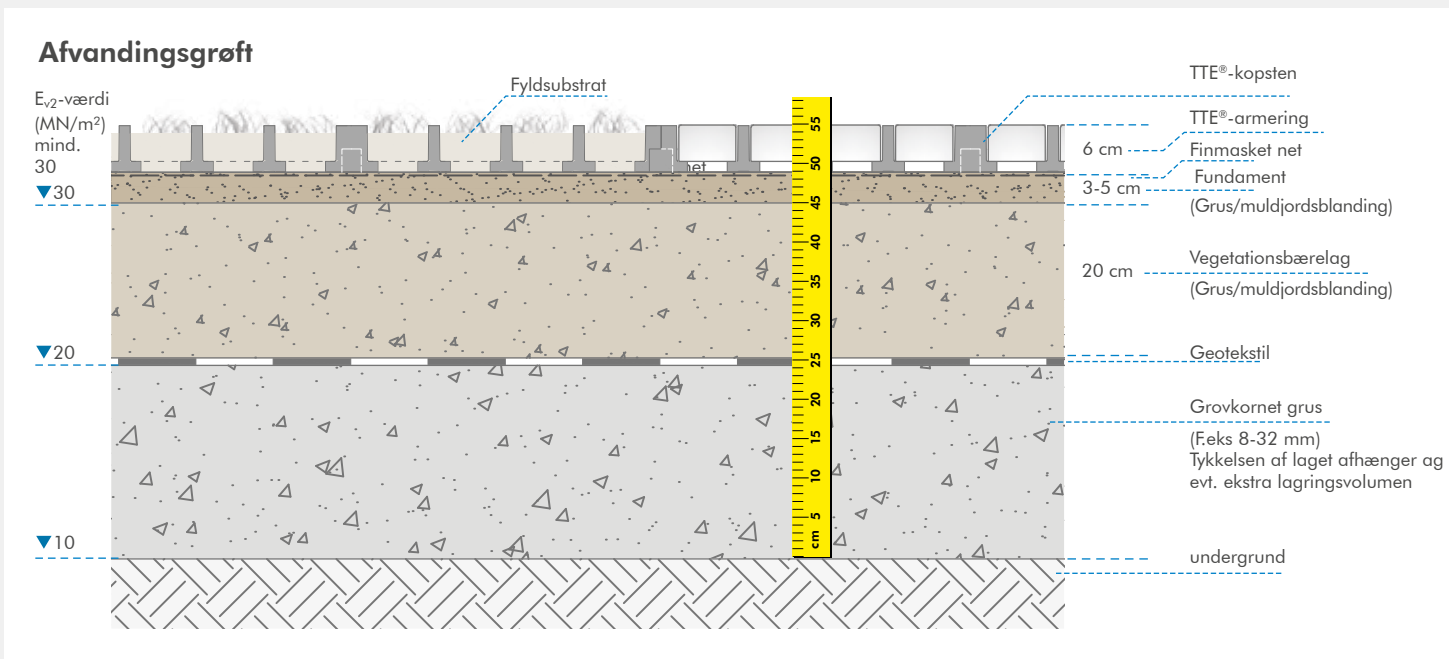 Afvandingsgrøft
Ev2-værdi
(MN/m²)
mind.
30
30
20
10
Fyldsubstrat
net
55
50
45
40
35
30
25
20
15
10
5
cm
6 cm
3-5 cm
20 cm
TTE®-kopsten
TTE®-armering
Finmasket net
Fundament
(Grus/muldjordsblanding)
Vegetationsbærelag
(Grus/muldjordsblanding)
Geotekstil
Grovkornet grus
(F.eks 8-32 mm)
Tykkelsen af laget afhænger ag
evt. ekstra lagringsvolumen
undergrund